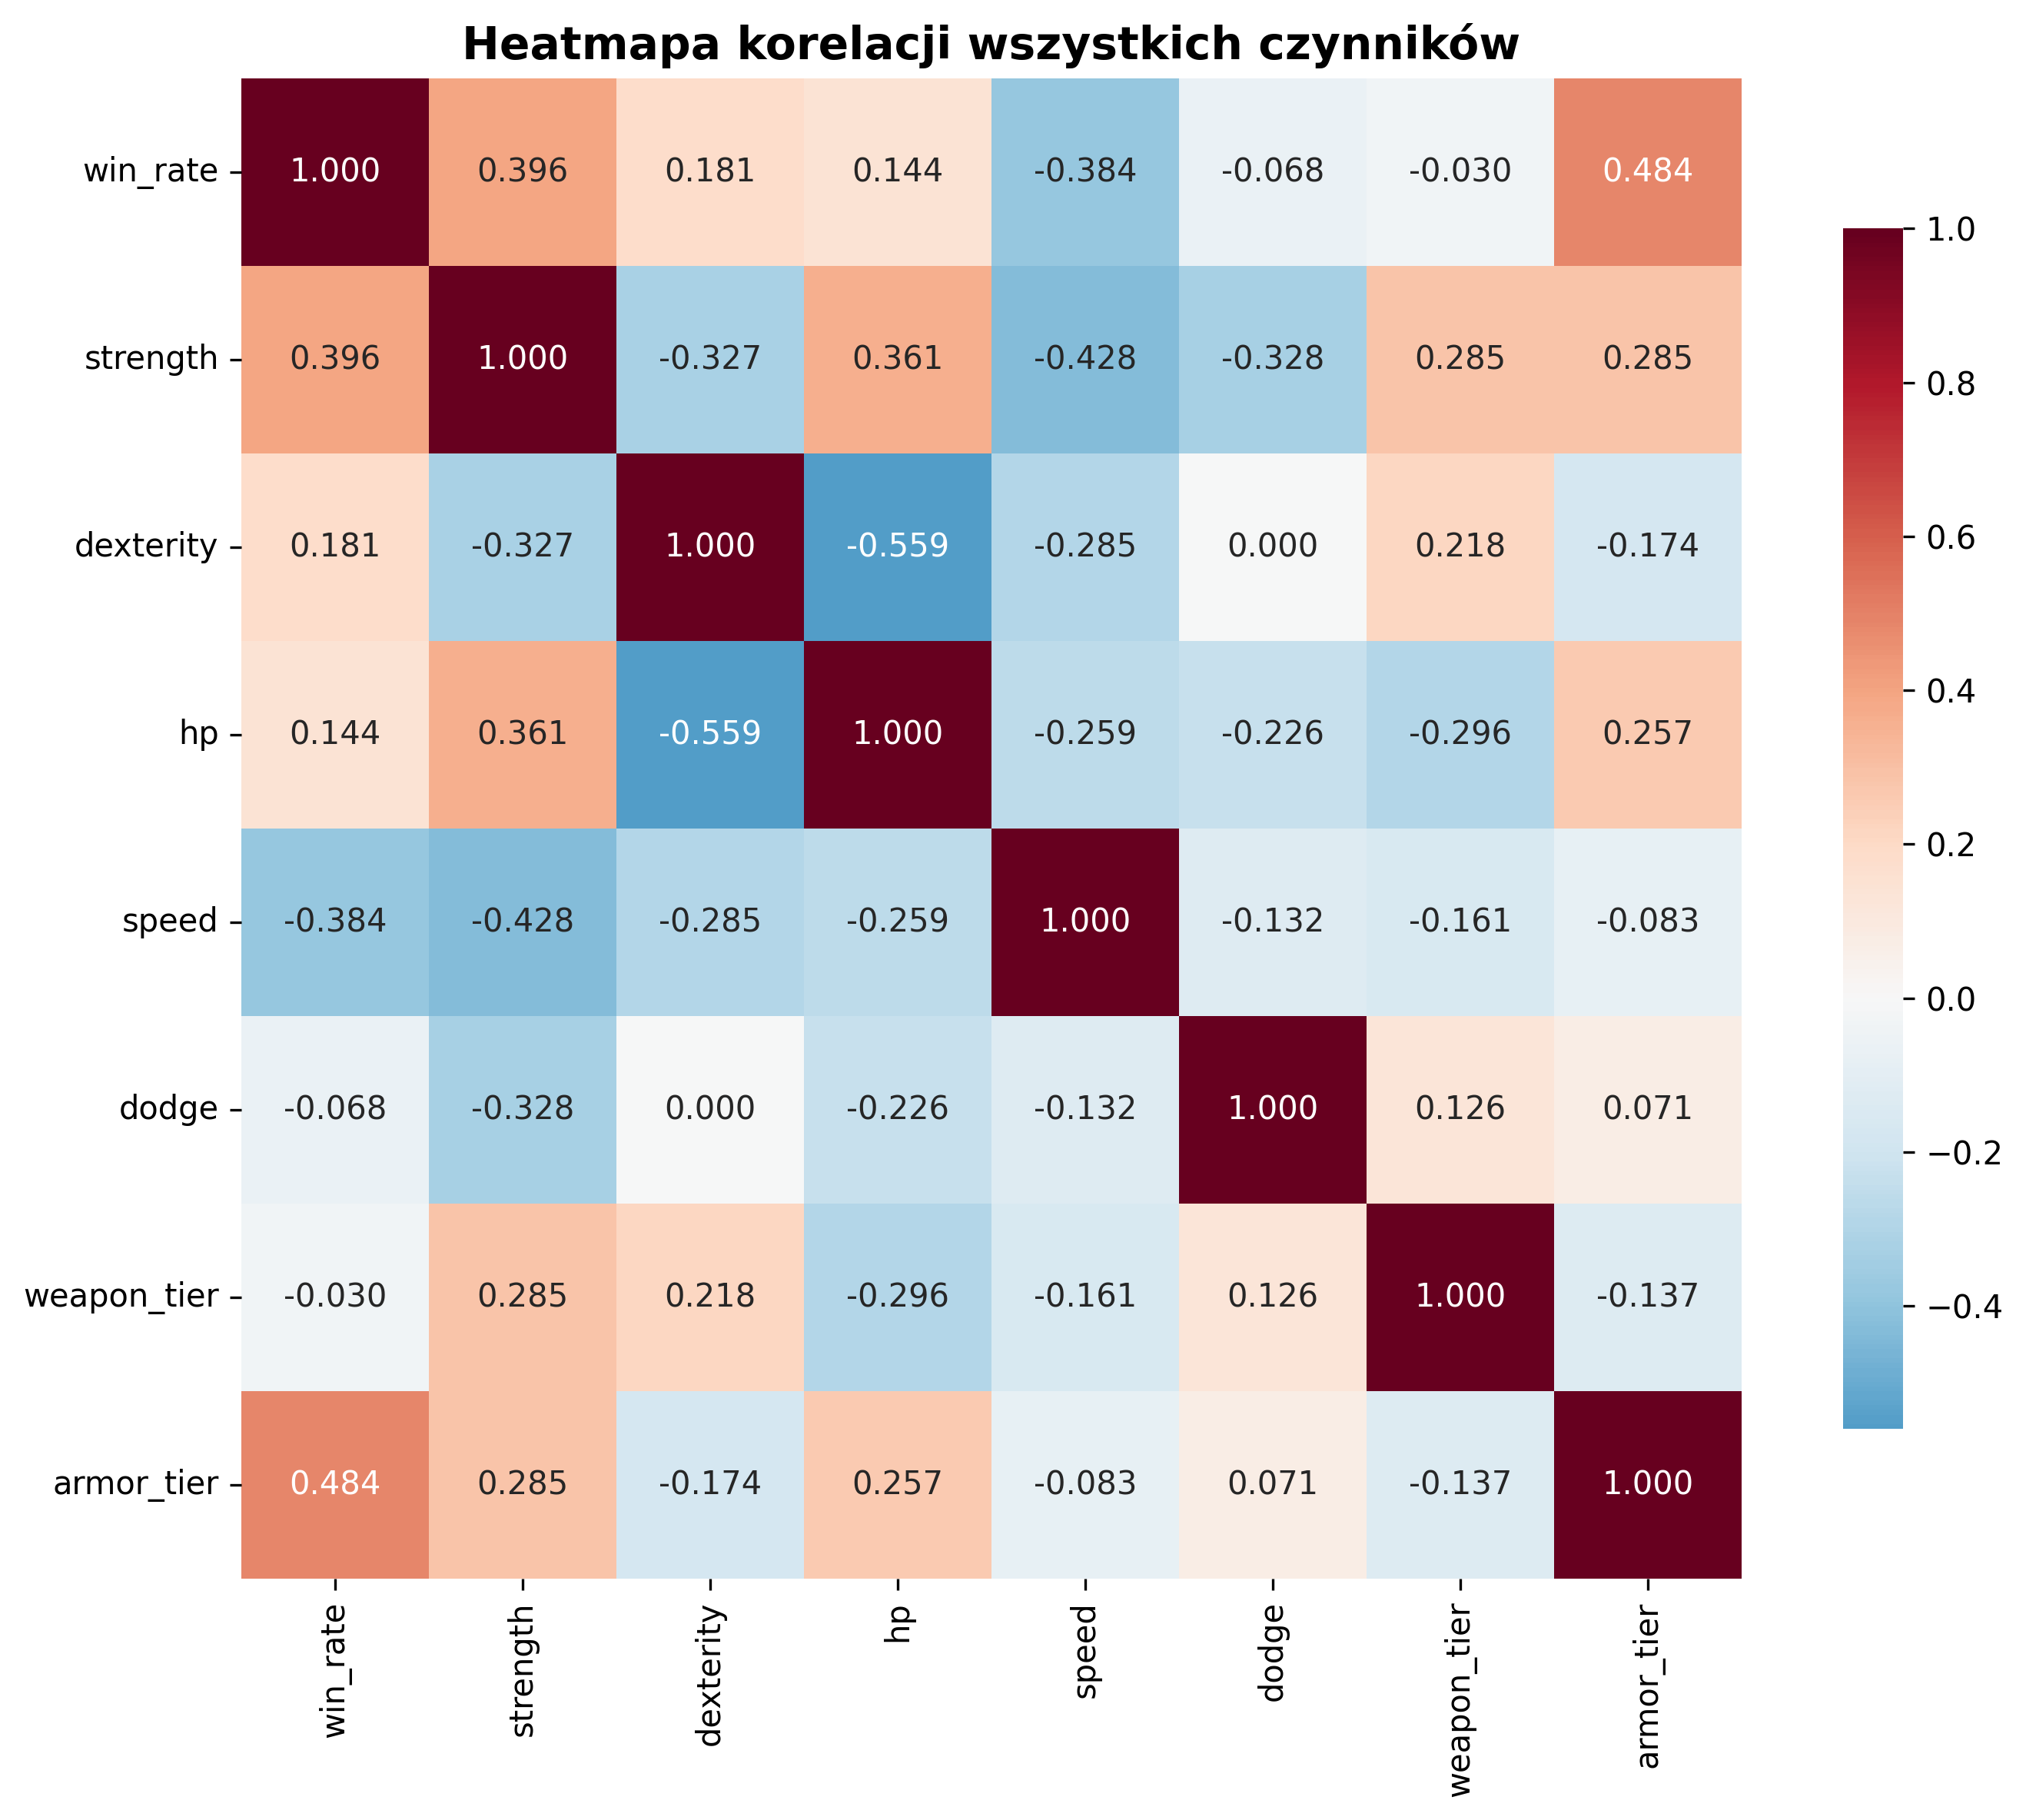 Heatmapa korelacji wszystkich czynników
win_rate 1.000 0.396 0.181 0.144 -0.384 -0.068 -0.030 0.484
strength 0.396 1.000 -0.327 0.361 -0.428 -0.328 0.285 0.285
dexterity 0.181 -0.327 1.000 -0.559 -0.285 0.000 0.218 -0.174
hp 0.144 0.361 -0.559 1.000 -0.259 -0.226 -0.296 0.257
speed -0.384 -0.428 -0.285 -0.259 1.000 -0.132 -0.161 -0.083
dodge -0.068 -0.328 0.000 -0.226 -0.132 1.000 0.126 0.071
weapon_tier -0.030 0.285 0.218 -0.296 -0.161 0.126 1.000 -0.137
armor_tier 0.484 0.285 -0.174 0.257 -0.083 0.071 -0.137 1.000
win_rate strength dexterity hp speed dodge weapon_tier armor_tier
1.0
0.8
0.6
0.4
0.2
0.0
−0.2
−0.4